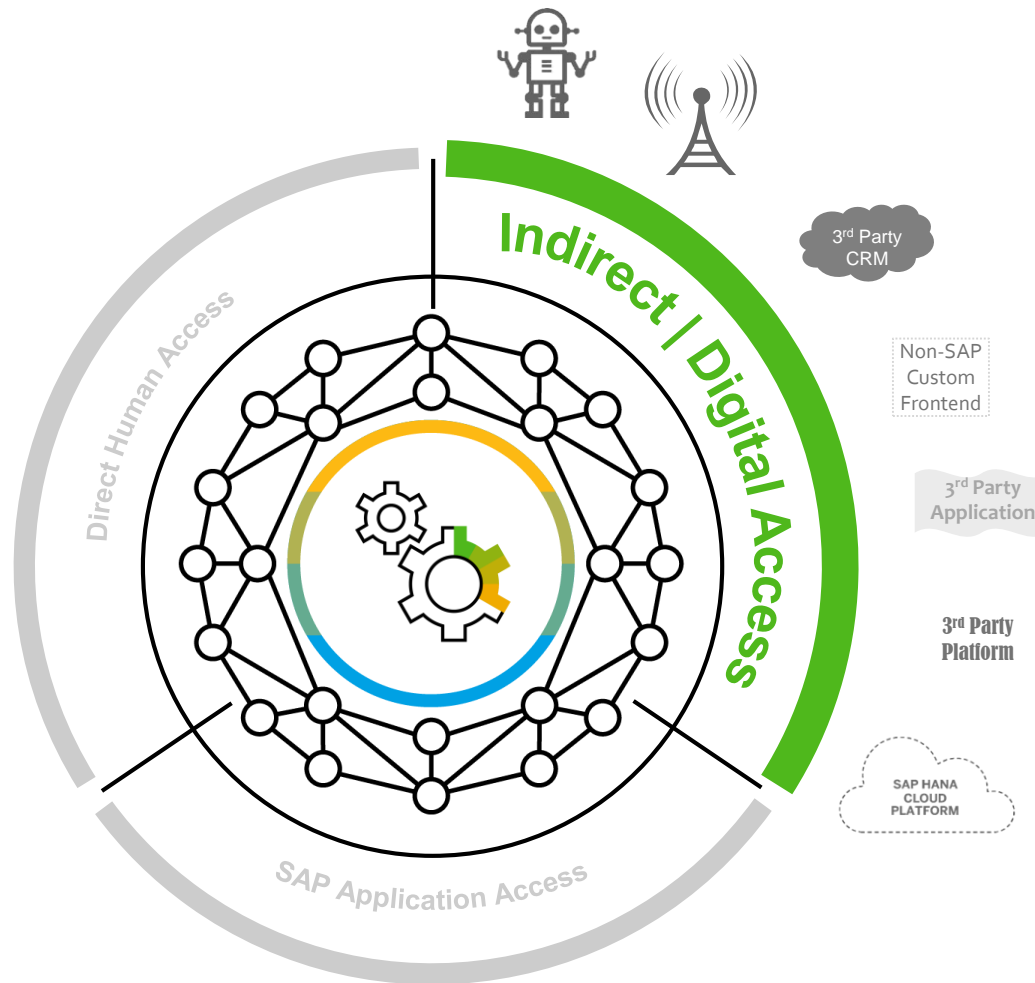 3rd Party
CRM
Indirect | Digital Access
Direct Human Access
Non-SAP
Custom
Frontend
3rd Party
Application
3rd Party
Platform
SAP HANA
CLOUD
PLATFORM
SAP Application Access